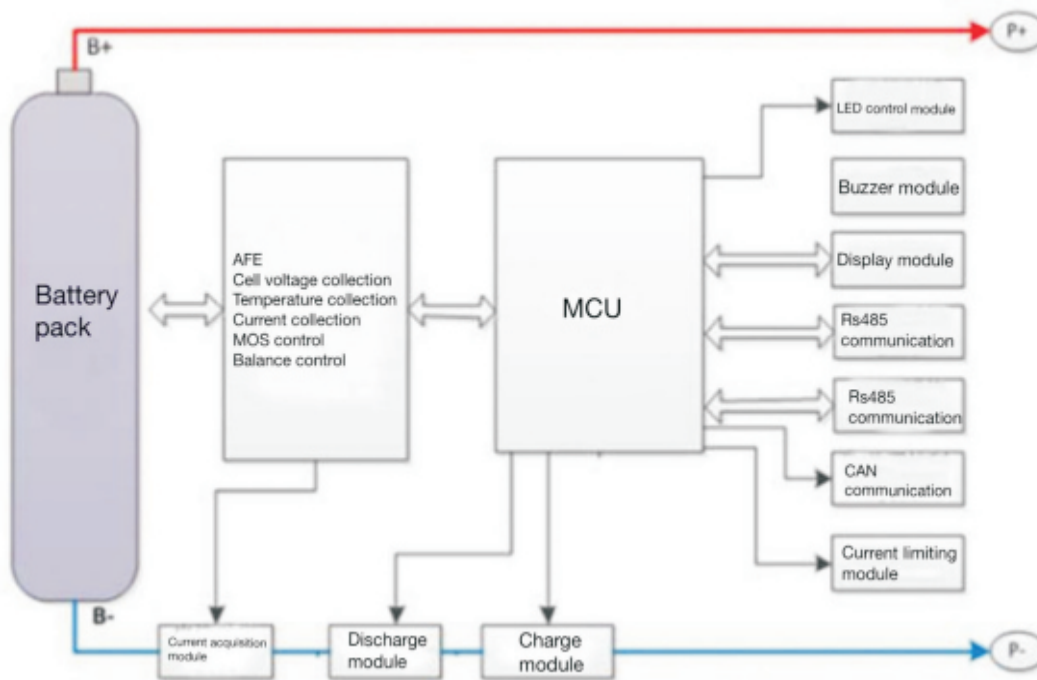 B+
P+
LED control module
Buzzer module
Display module
Rs485
communication
Rs485
communication
CAN
communication
Current limiting
module
Battery
pack
AFE
Cell voltage collection
Temperature collection
Current collection
MOS control
Balance control
MCU
B-
Current acquisition
module
Discharge
module
Charge
module
P-